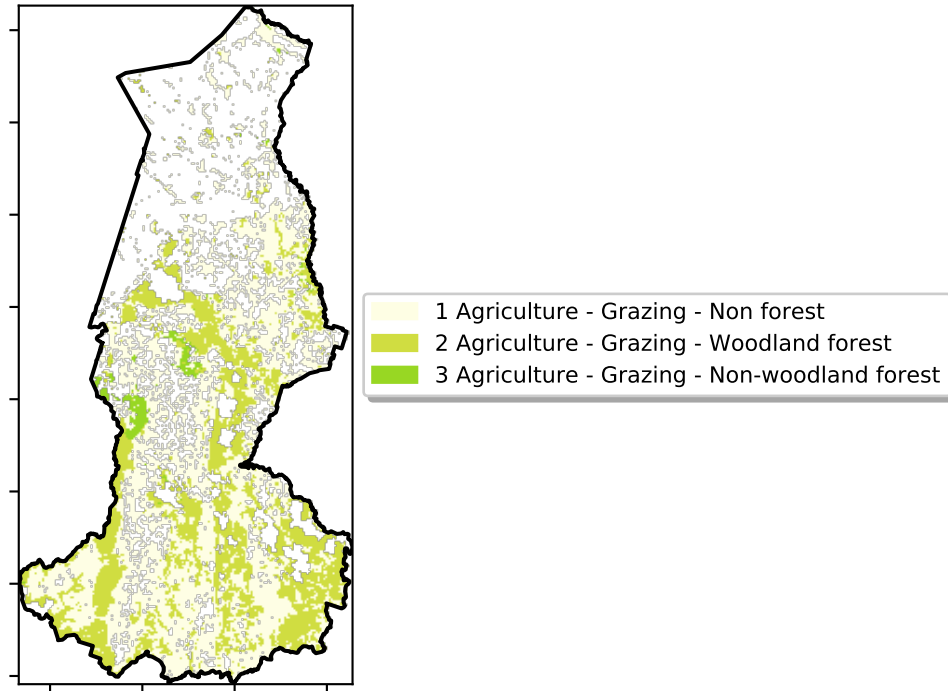 1 Agriculture - Grazing - Non forest
2 Agriculture - Grazing - Woodland forest
3 Agriculture - Grazing - Non-woodland forest